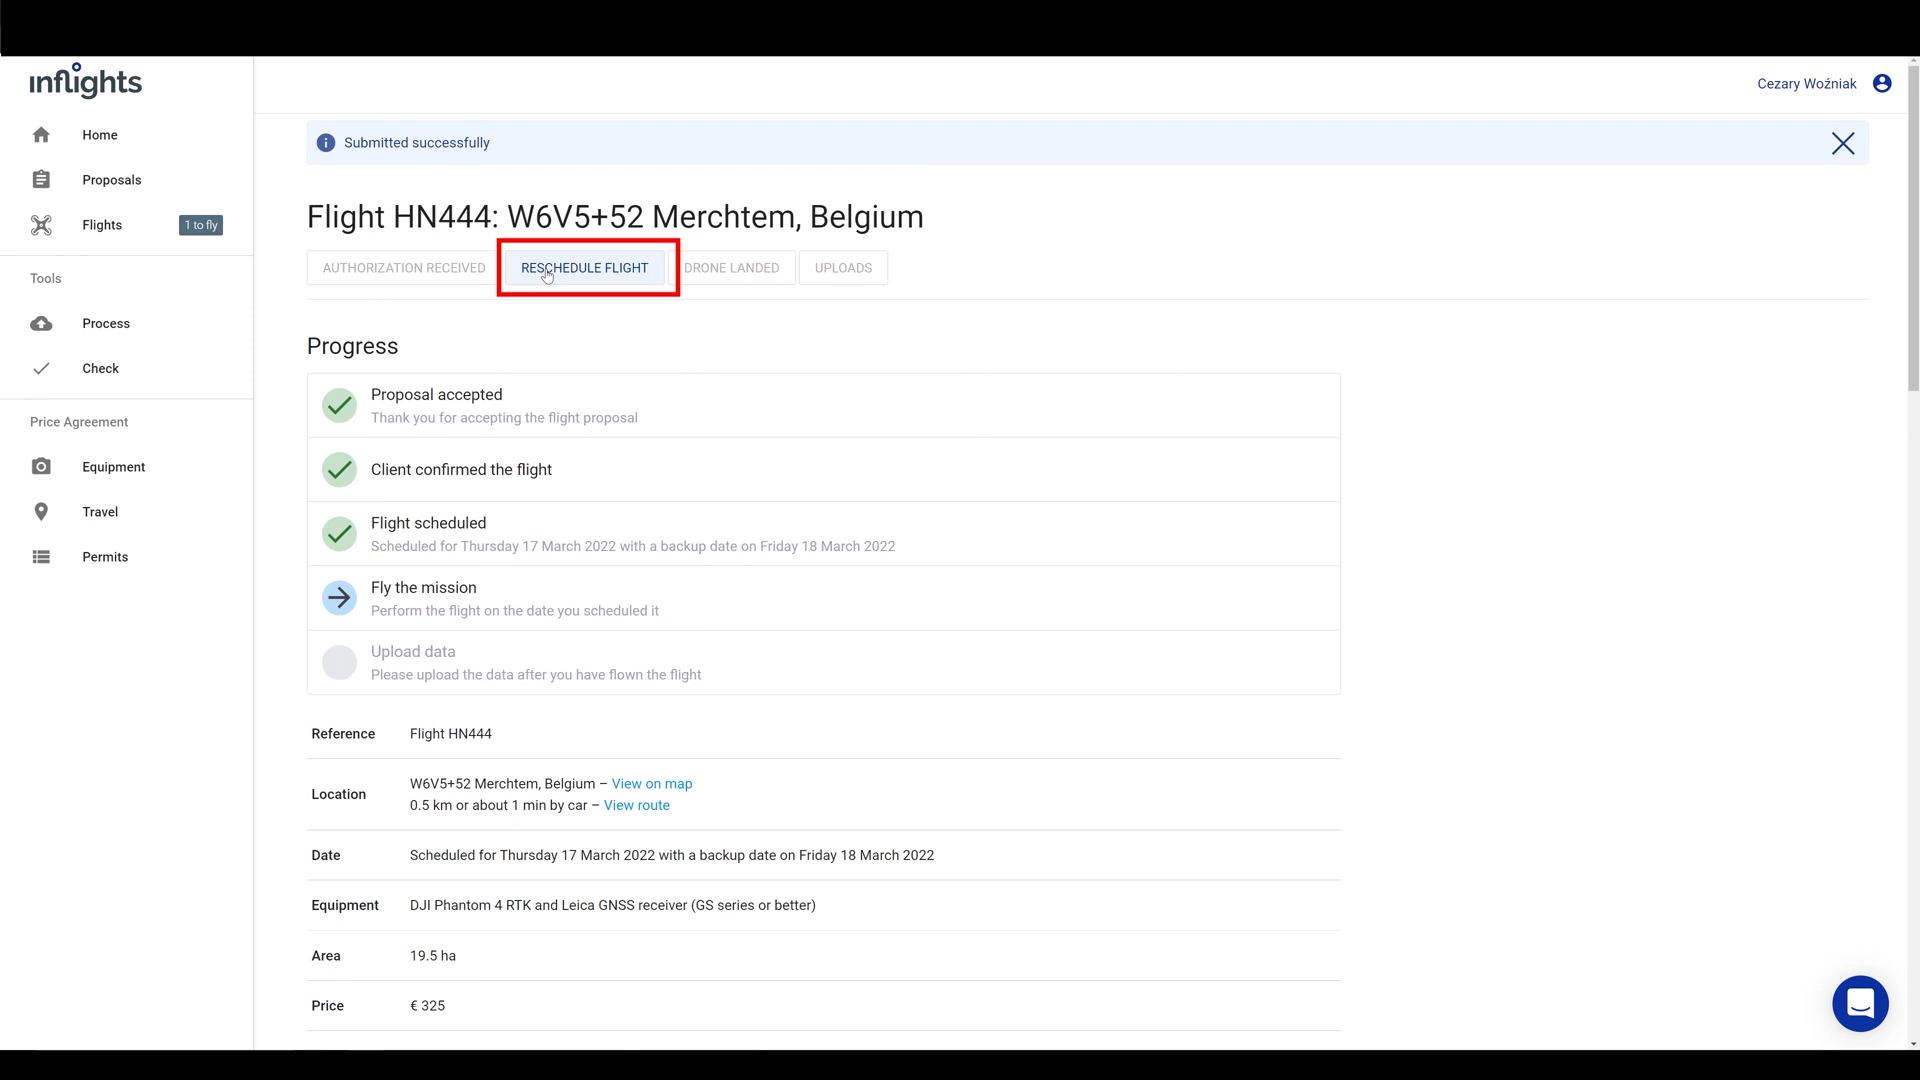 inflights
Cezary Woźniak
Home
Proposals
Flights
1 to fly
Tools
Process
Check
Price Agreement
Equipment
Travel
Permits
Submitted successfully
Flight HN444: W6V5+52 Merchtem, Belgium
AUTHORIZATION RECEIVED
RESCHEDULE FLIGHT
DRONE LANDED
UPLOADS
Progress
Proposal accepted
Thank you for accepting the flight proposal
Client confirmed the flight
Flight scheduled
Scheduled for Thursday 17 March 2022 with a backup date on Friday 18 March 2022
Fly the mission
Perform the flight on the date you scheduled it
Upload data
Please upload the data after you have flown the flight
Reference Flight HN444
Location W6V5+52 Merchtem, Belgium – View on map
0.5 km or about 1 min by car – View route
Date Scheduled for Thursday 17 March 2022 with a backup date on Friday 18 March 2022
Equipment DJI Phantom 4 RTK and Leica GNSS receiver (GS series or better)
Area 19.5 ha
Price € 325